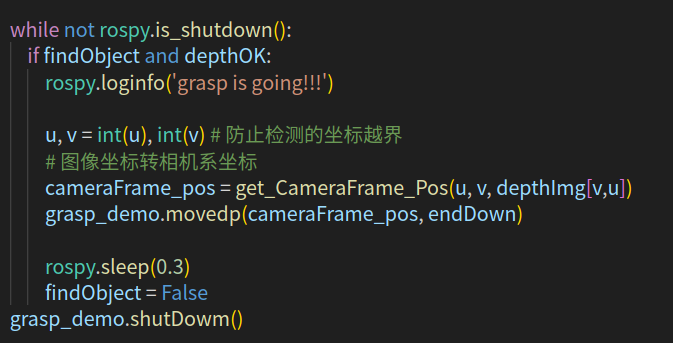 while not rospy.is_shutdown():
if findObject and depthOK:
rospy.loginfo('grasp is going!!!')
u, v = int(u), int(v) # 防止检测的坐标越界
# 图像坐标转相机系坐标
cameraFrame_pos = get_CameraFrame_Pos(u, v, depthImg[v,u])
grasp_demo.movedp(cameraFrame_pos, endDown)
rospy.sleep(0.3)
findObject = False
grasp_demo.shutDowm()